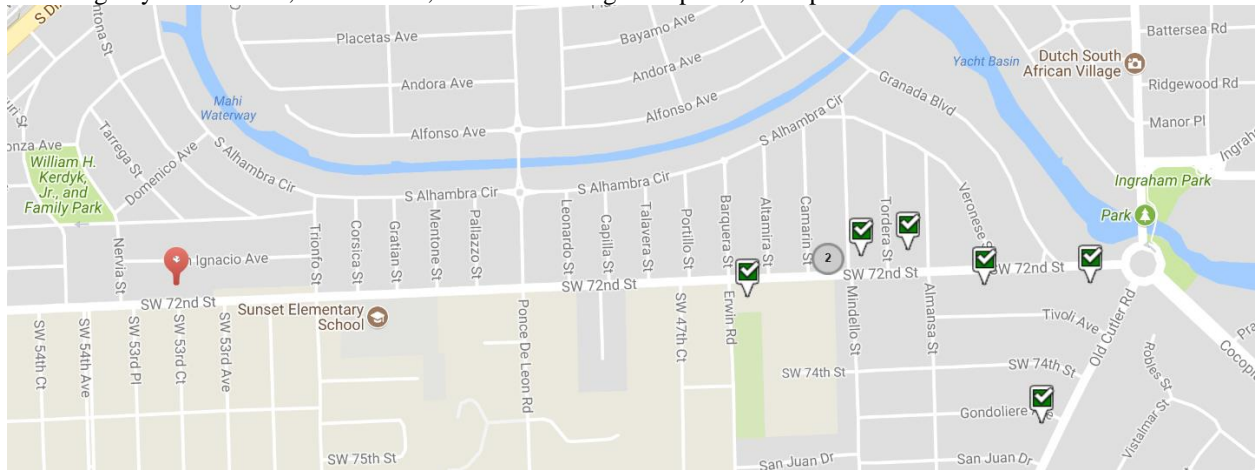 Placetas Ave
Bayamo Ave
Battersea Rd
Yacht Basin
Dutch South
African Village
Andora Ave
Andora Ave
Granada Blvd
Ridgewood Rd
Mahi
Waterway
Alfonso Ave
Alfonso Ave
Manor Pl
S Alhambra Cir
S Alhambra Cir
Tarrega St
Domenico Ave
William H.
Kerdyk,
Jr., and
Family Park
S Alhambra Cir
S Alhambra Cir
Ingraham Park
Park
Nervia St
Ignacio Ave
Trionfo St
Corsica St
Gratian St
Mentone St
Pallazzo St
Leonardo St
Capilla St
Talavera St
Portillo St
Barquera St
Altamira St
Camarin St
Tordera St
2
SW 72nd St
SW 72nd St
SW 72nd St
SW 72nd St
Sunset Elementary
School
SW 54th Ct
SW 54th Ave
SW 53rd Pl
SW 53rd Ct
SW 53rd Ave
Ponce De Leon Rd
SW 47th Ct
Erwin Rd
Mindello St
Almansa St
Tivoli Ave
Old Cutler Rd
SW 74th St
SW 74th St
Robles St
Vistalmar St
Gondoliere
SW 75th St
San Juan Dr
San Juan Dr